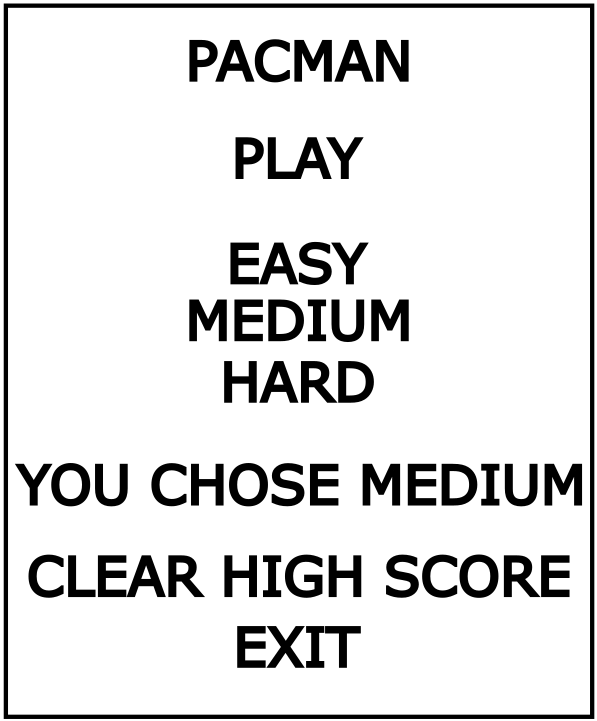 PACMAN
PLAY
EASY
MEDIUM
HARD
YOU CHOSE MEDIUM
CLEAR HIGH SCORE
EXIT